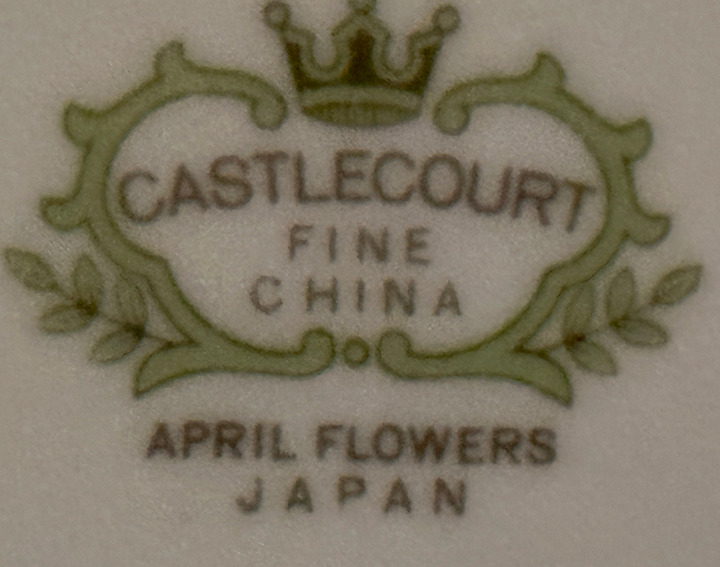 CASTLECOURT
FINE
CHINA
APRIL FLOWERS
JAPAN